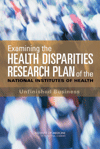 Examining the
HEALTH DISPARITIES
RESEARCH PLAN of the
NATIONAL INSTITUTES OF HEALTH
Unfinished Business